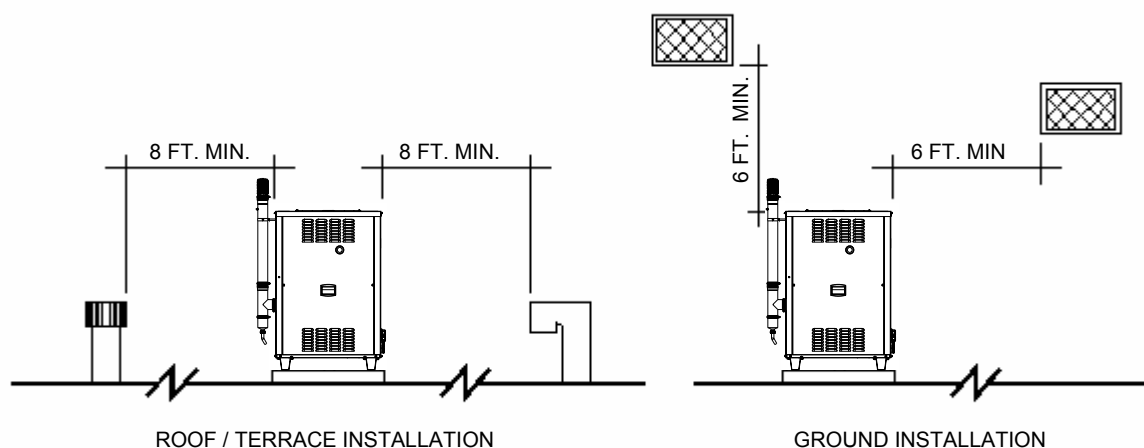 8 FT. MIN.
8 FT. MIN.
ROOF / TERRACE INSTALLATION
6 FT. MIN.
6 FT. MIN
GROUND INSTALLATION